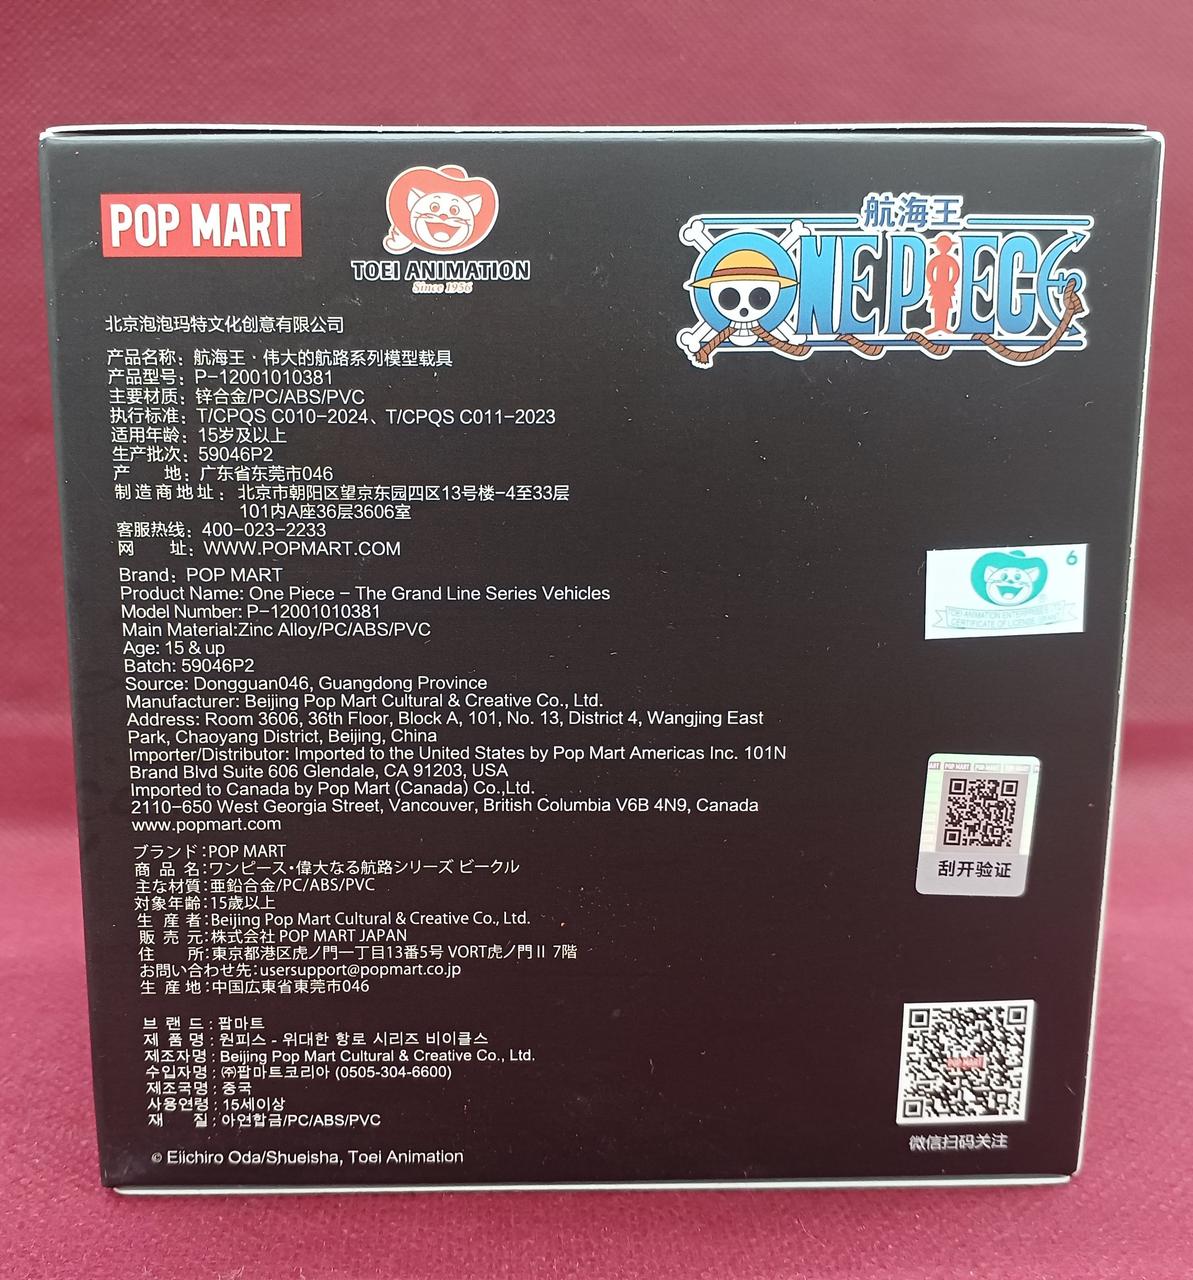 POP MART
TOEI ANIMATION
Since 1956
航海王
ONE PIECE
北京泡泡玛特文化创意有限公司
产品名称：航海王·伟大的航路系列模型载具
产品型号：P-12001010381
主要材质：锌合金/PC/ABS/PVC
执行标准：T/CPQS C010-2024、T/CPQS C011-2023
适用年龄：15岁及以上
生产批次：59046P2
产 地：广东省东莞市046
制造商地址：北京市朝阳区望京东园四区13号楼-4至33层
101内A座36层3606室
客服热线：400-023-2233
网 址：WWW.POPMART.COM
Brand: POP MART
Product Name: One Piece - The Grand Line Series Vehicles
Model Number: P-12001010381
Main Material:Zinc Alloy/PC/ABS/PVC
Age: 15 & up
Batch: 59046P2
Source: Dongguan046, Guangdong Province
Manufacturer: Beijing Pop Mart Cultural & Creative Co., Ltd.
Address: Room 3606, 36th Floor, Block A, 101, No. 13, District 4, Wangjing East
Park, Chaoyang District, Beijing, China
Importer/Distributor: Imported to the United States by Pop Mart Americas Inc. 101N
Brand Blvd Suite 606 Glendale, CA 91203, USA
Imported to Canada by Pop Mart (Canada) Co.,Ltd.
2110-650 West Georgia Street, Vancouver, British Columbia V6B 4N9, Canada
www.popmart.com
ブランド:POP MART
商 品 名:ワンピース・偉大なる航路シリーズ ビークル
主な材質:亜鉛合金/PC/ABS/PVC
対象年齢:15歳以上
生 産 者:Beijing Pop Mart Cultural & Creative Co., Ltd.
販 売 元:株式会社 POP MART JAPAN
住 所:東京都港区虎ノ門一丁目13番5号 VORT虎ノ門Ⅱ 7階
お問い合わせ先:usersupport@popmart.co.jp
生 産 地:中国広東省東莞市046
브 랜 드 : 팝마트
제 품 명 : 원피스 - 위대한 항로 시리즈 비이클스
제조자명 : Beijing Pop Mart Cultural & Creative Co., Ltd.
수입자명 : ㈜팝마트코리아 (0505-304-6600)
제조국명 : 중국
사용연령 : 15세이상
재 질 : 아연합금/PC/ABS/PVC
© Eiichiro Oda/Shueisha, Toei Animation
6
TOEI ANIMATION ENTERPRISES
CERTIFICATE OF LICENSE GRANT
POP MART
刮开验证
POP MART
微信扫码关注